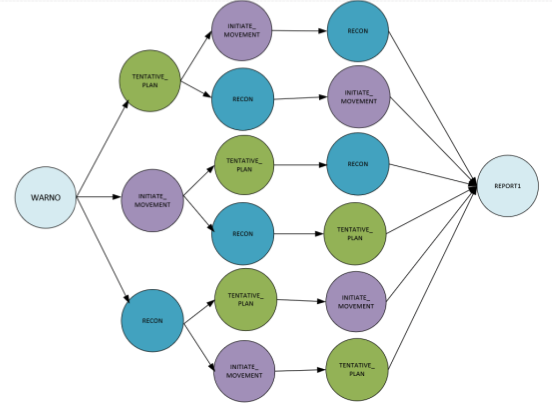 WARNO
TENTATIVE_
PLAN
INITIATE_
MOVEMENT
RECON
INITIATE_
MOVEMENT
RECON
TENTATIVE_
PLAN
RECON
TENTATIVE_
PLAN
INITIATE_
MOVEMENT
RECON
INITIATE_
MOVEMENT
RECON
TENTATIVE_
PLAN
INITIATE_
MOVEMENT
TENTATIVE_
PLAN
REPORT1